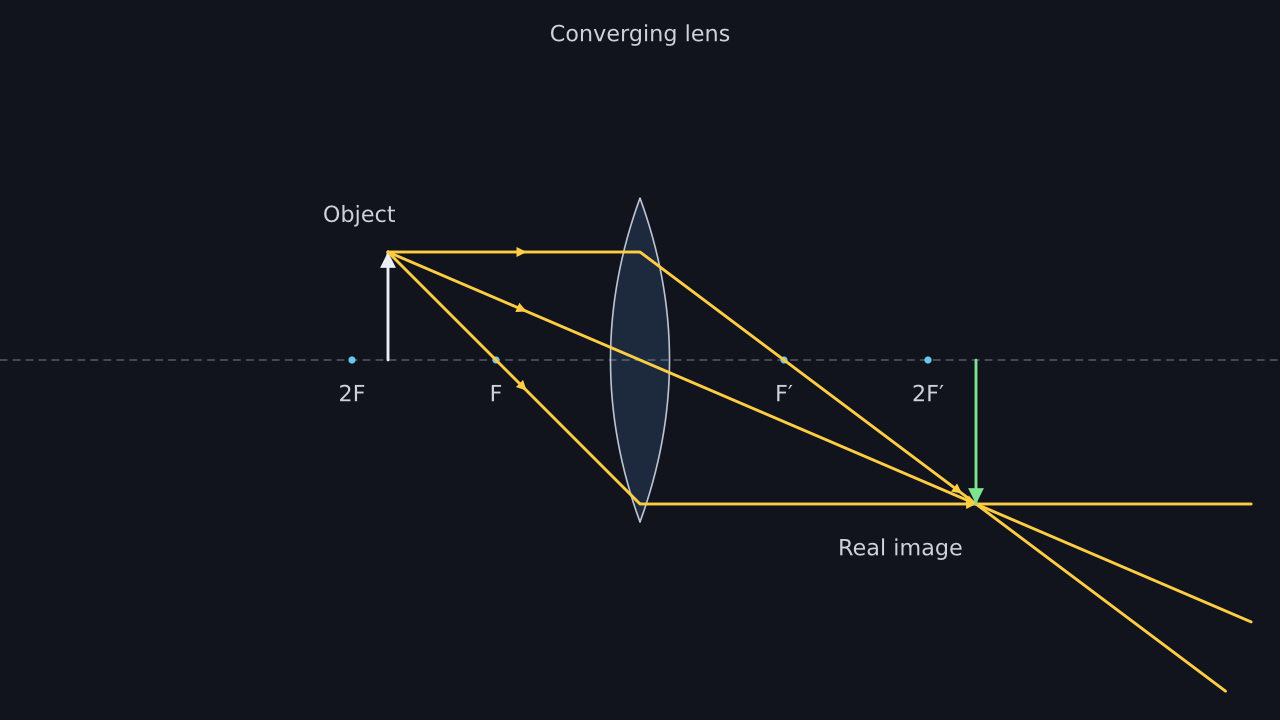 Converging lens
Object
2F
F
F′
2F′
Real image